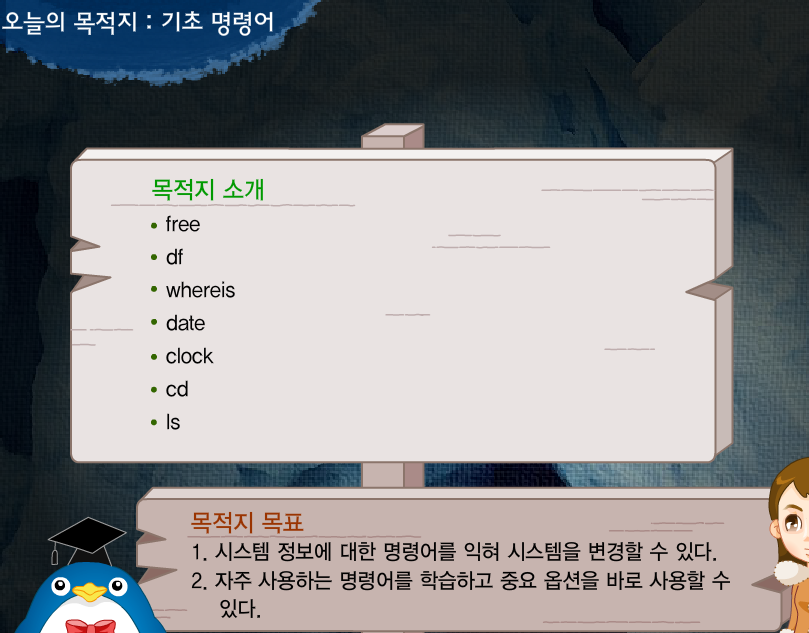 오늘의 목적지 : 기초 명령어
목적지 소개
• free
• df
• whereis
• date
• clock
• cd
• ls
목적지 목표
1. 시스템 정보에 대한 명령어를 익혀 시스템을 변경할 수 있다.
2. 자주 사용하는 명령어를 학습하고 중요 옵션을 바로 사용할 수
있다.